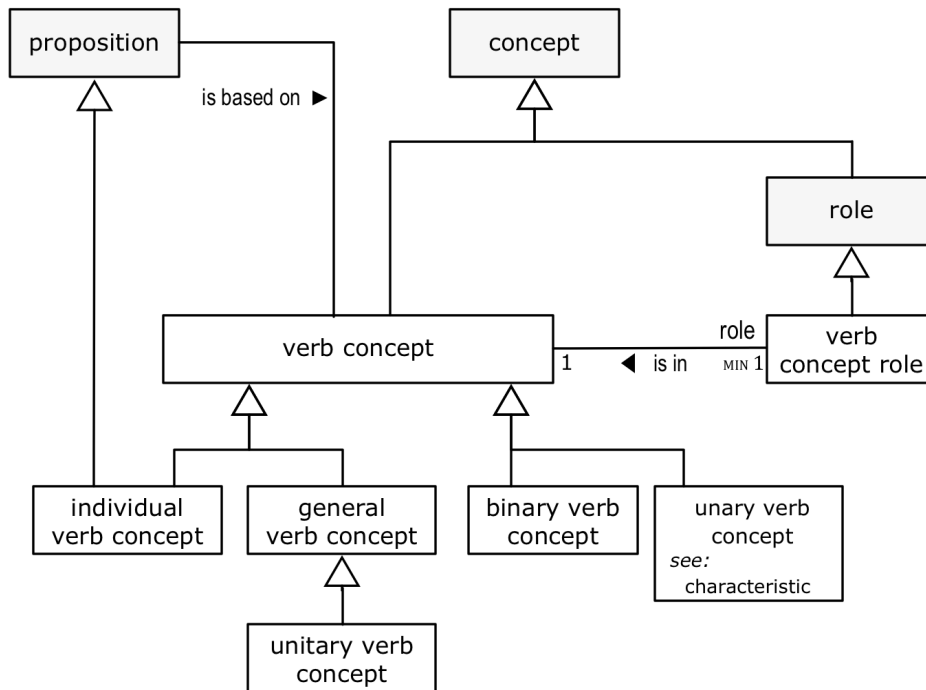 proposition
concept
is based on ►
role
verb concept
role
1
◄ is in
MIN 1
verb
concept role
individual
verb concept
general
verb concept
binary verb
concept
unary verb
concept
see:
characteristic
unitary verb
concept